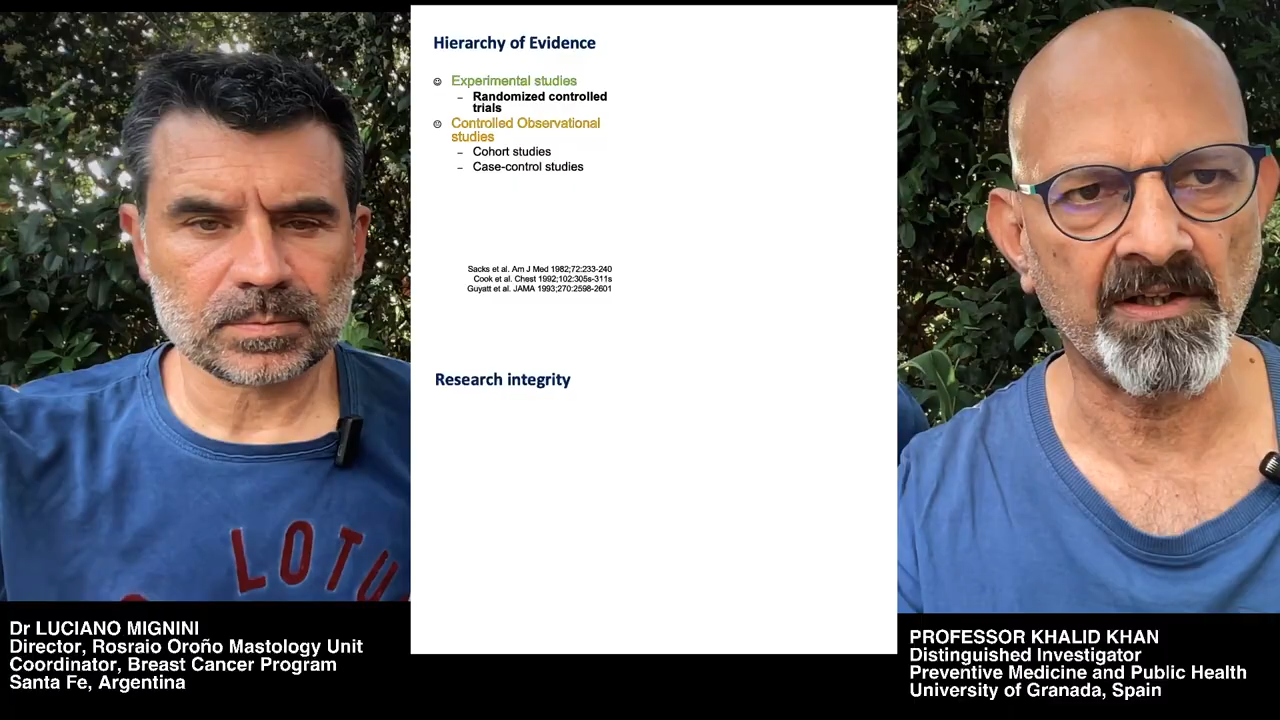 Hierarchy of Evidence
Experimental studies
– Randomized controlled
trials
Controlled Observational
studies
– Cohort studies
– Case-control studies
Sacks et al. Am J Med 1982;72:233-240
Cook et al. Chest 1992;102:305s-311s
Guyatt et al. JAMA 1993;270:2598-2601
Research integrity
LOTU
Dr LUCIANO MIGNINI
Director, Rosraio Oroño Mastology Unit
Coordinator, Breast Cancer Program
Santa Fe, Argentina
PROFESSOR KHALID KHAN
Distinguished Investigator
Preventive Medicine and Public Health
University of Granada, Spain